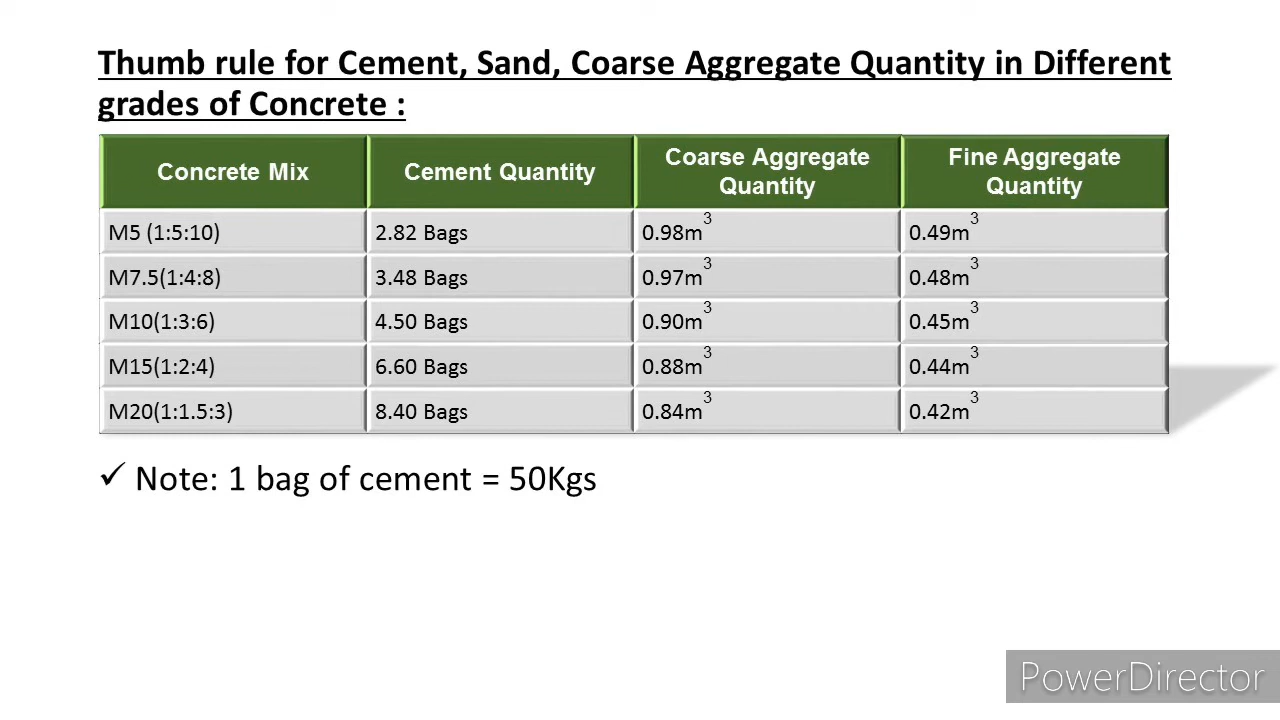 Thumb rule for Cement, Sand, Coarse Aggregate Quantity in Different
grades of Concrete :
Concrete Mix Cement Quantity Coarse Aggregate Quantity Fine Aggregate Quantity
M5 (1:5:10) 2.82 Bags 0.98m³ 0.49m³
M7.5(1:4:8) 3.48 Bags 0.97m³ 0.48m³
M10(1:3:6) 4.50 Bags 0.90m³ 0.45m³
M15(1:2:4) 6.60 Bags 0.88m³ 0.44m³
M20(1:1.5:3) 8.40 Bags 0.84m³ 0.42m³
✓ Note: 1 bag of cement = 50Kgs
PowerDirector